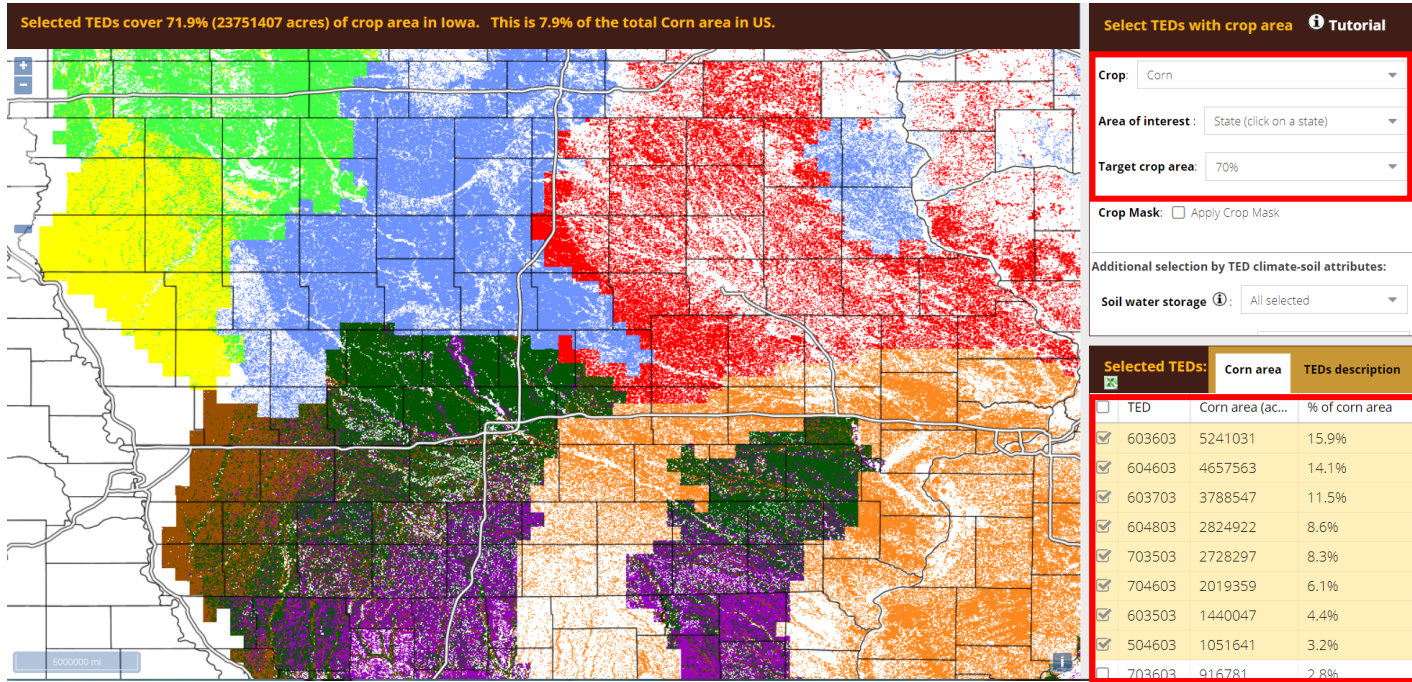 Selected TEDs cover 71.9% (23751407 acres) of crop area in Iowa. This is 7.9% of the total Corn area in US.
Select TEDs with crop area i Tutorial
+
−
Crop: Corn
Area of interest : State (click on a state)
Target crop area: 70%
Crop Mask: Apply Crop Mask
Additional selection by TED climate-soil attributes:
Soil water storage i : All selected
Selected TEDs: Corn area TEDs description
TED Corn area (ac... % of corn area
603603 5241031 15.9%
604603 4657563 14.1%
603703 3788547 11.5%
604803 2824922 8.6%
703503 2728297 8.3%
704603 2019359 6.1%
603503 1440047 4.4%
504603 1051641 3.2%
703603 916781 2.8%
5000000 mi
i